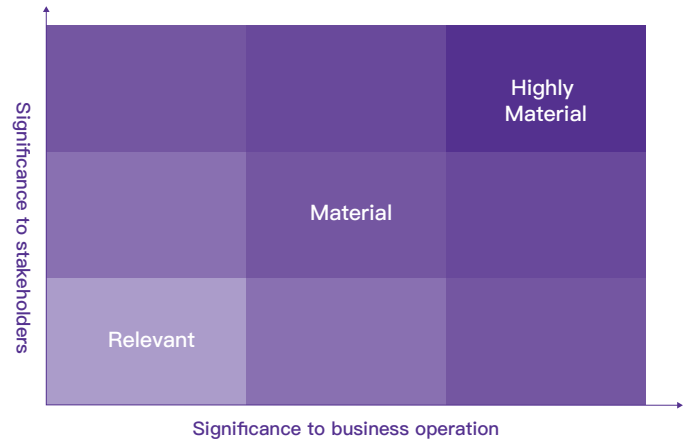 Highly
Material
Significance to stakeholders
Material
Relevant
Significance to business operation